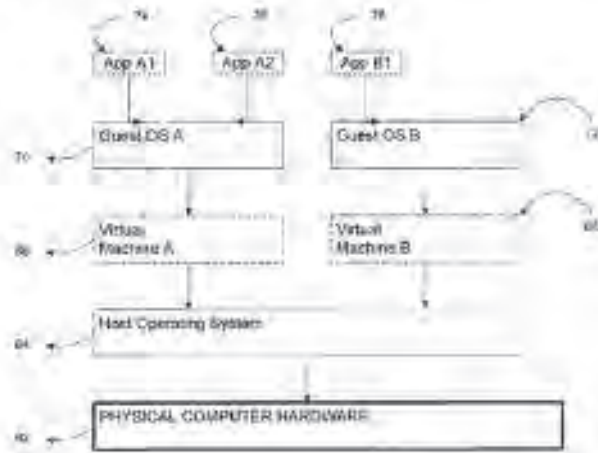 App A1 App A2 App B1
Guest OS A Guest OS B
Virtual Machine A
Virtual Machine B
Host Operating System
64
PHYSICAL COMPUTER HARDWARE